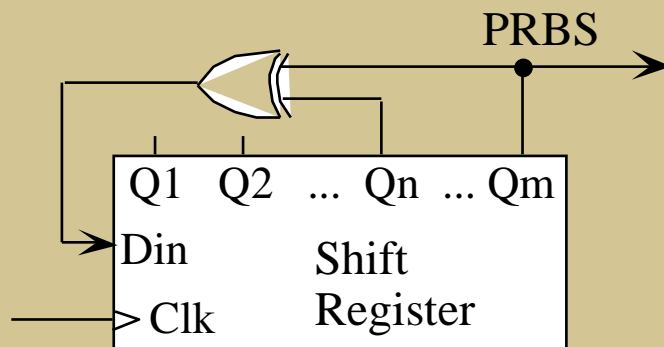 PRBS
Q1 Q2 ... Qn ... Qm
Din
Shift
Register
Clk